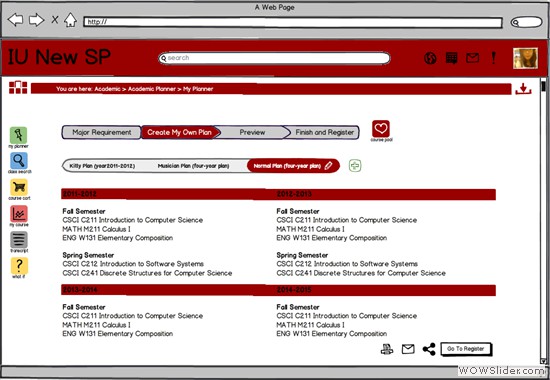 A Web Page
http://
IU New SP
search
You are here: Academic > Academic Planner > My Planner
Major Requirement
Create My Own Plan
Preview
Finish and Register
course pool
my planner
class search
course cart
my course
transcript
what if
Kitty Plan (year2011-2012)
Musician Plan (four-year plan)
Normal Plan (four-year plan)
2011-2012
2012-2013
Fall Semester
CSCI C211 Introduction to Computer Science
MATH M211 Calculus I
ENG W131 Elementary Composition
Fall Semester
CSCI C211 Introduction to Computer Science
MATH M211 Calculus I
ENG W131 Elementary Composition
Spring Semester
CSCI C212 Introduction to Software Systems
CSCI C241 Discrete Structures for Computer Science
Spring Semester
CSCI C212 Introduction to Software Systems
CSCI C241 Discrete Structures for Computer Science
2013-2014
2014-2015
Fall Semester
CSCI C211 Introduction to Computer Science
MATH M211 Calculus I
ENG W131 Elementary Composition
Fall Semester
CSCI C211 Introduction to Computer Science
MATH M211 Calculus I
ENG W131 Elementary Composition
Go To Register
WOWSlider.com